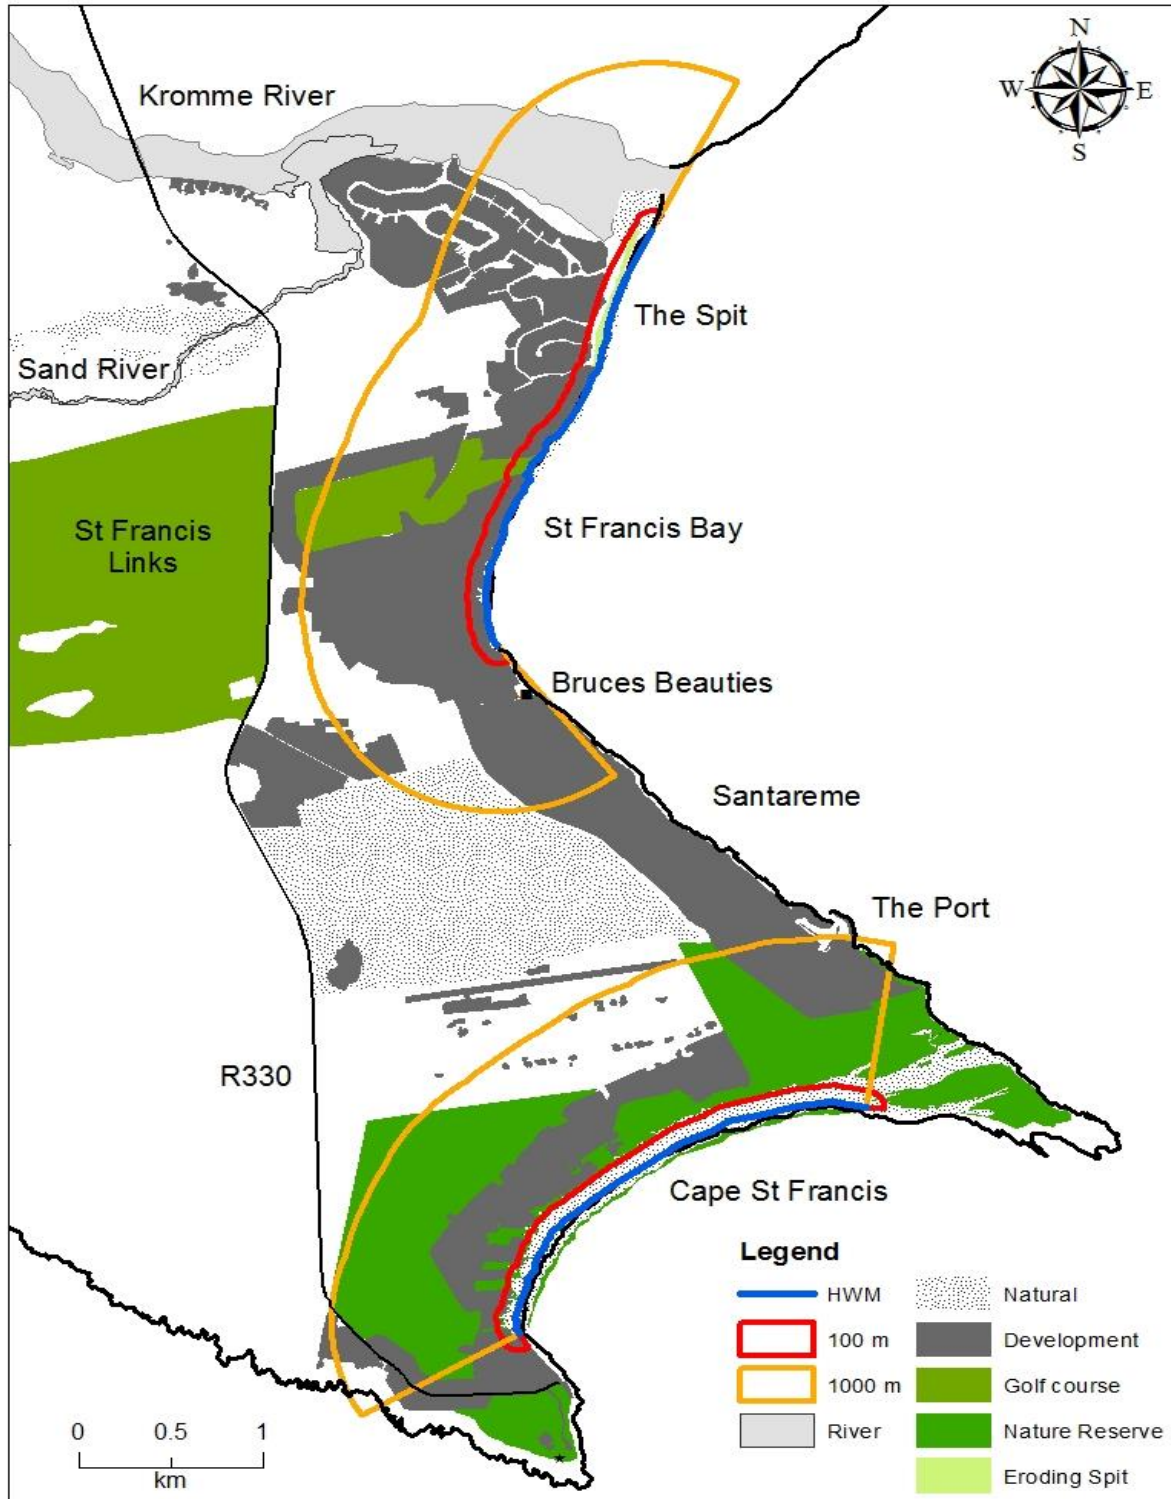 N
Kromme River
W
E
S
The Spit
Sand River
St Francis
Links
St Francis Bay
Bruces Beauties
Santareme
The Port
R330
Cape St Francis
Legend
HWM
Natural
100 m
Development
1000 m
Golf course
River
Nature Reserve
Eroding Spit
0 0.5 1
km